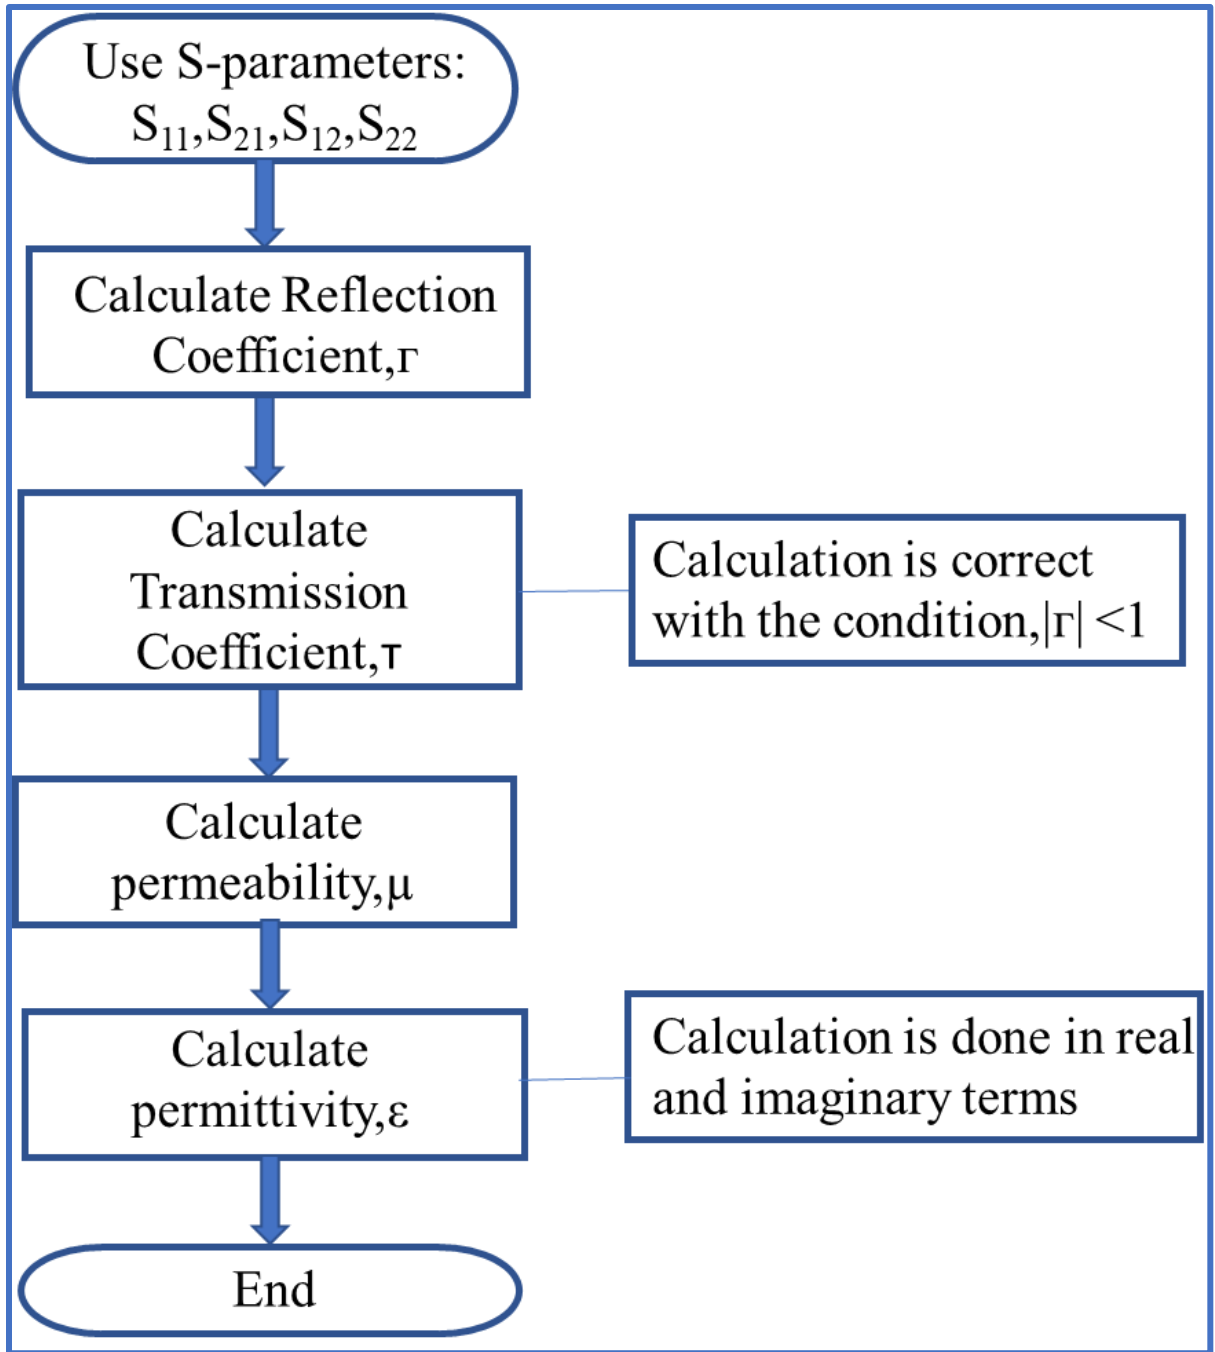 Use S-parameters:
S₁₁,S₂₁,S₁₂,S₂₂
Calculate Reflection
Coefficient,г
Calculate
Transmission
Coefficient,τ
Calculation is correct
with the condition,|г| <1
Calculate
permeability,μ
Calculate
permittivity,ε
Calculation is done in real
and imaginary terms
End